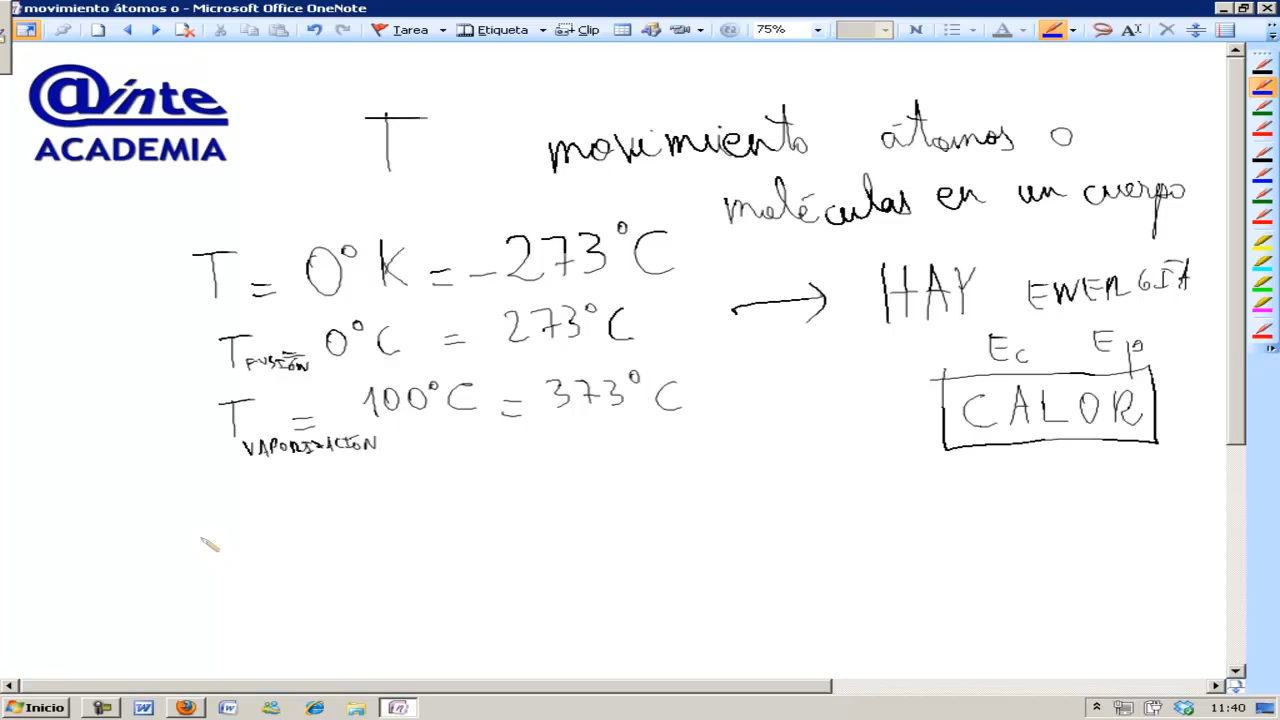 movimiento átomos o - Microsoft Office OneNote
Tarea Etiqueta Clip 75% N A
@vinte
ACADEMIA
T movimiento átomos o
moléculas en un cuerpo
T = 0° K = -273°C
HAY ENERGÍA
T FUSIÓN = 0°C = 273°C
Ec Ep
T VAPORIZACIÓN = 100°C = 373°C
CALOR
Inicio 11:40